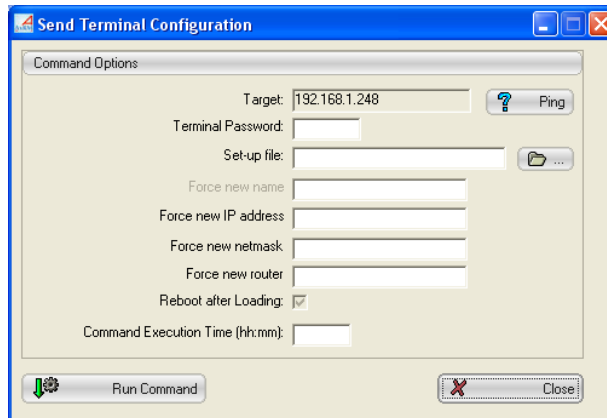 Send Terminal Configuration
Command Options
Target: 192.168.1.248 ? Ping
Terminal Password:
Set-up file: ...
Force new name
Force new IP address
Force new netmask
Force new router
Reboot after Loading:
Command Execution Time (hh:mm):
Run Command Close